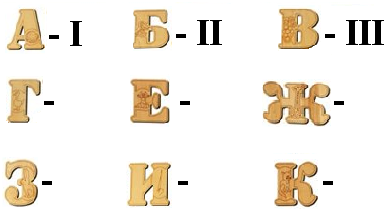 А - I Б - II В - III
Г - Е - Ж -
З - И - К -